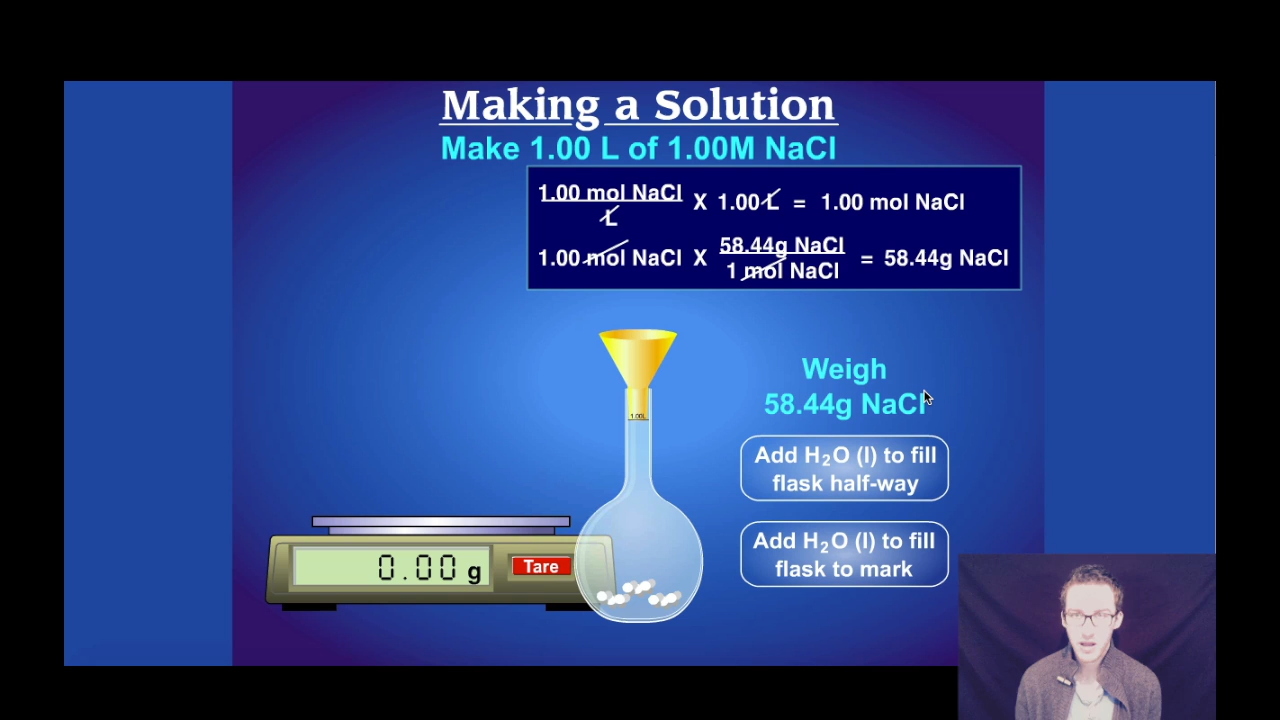 Making a Solution
Make 1.00 L of 1.00M NaCl
1.00 mol NaCl
L
X 1.00 L = 1.00 mol NaCl
1.00 mol NaCl X
58.44g NaCl
1 mol NaCl
= 58.44g NaCl
1.00L
Weigh
58.44g NaCl
Add H₂O (l) to fill
flask half-way
Add H₂O (l) to fill
flask to mark
0.00 g
Tare